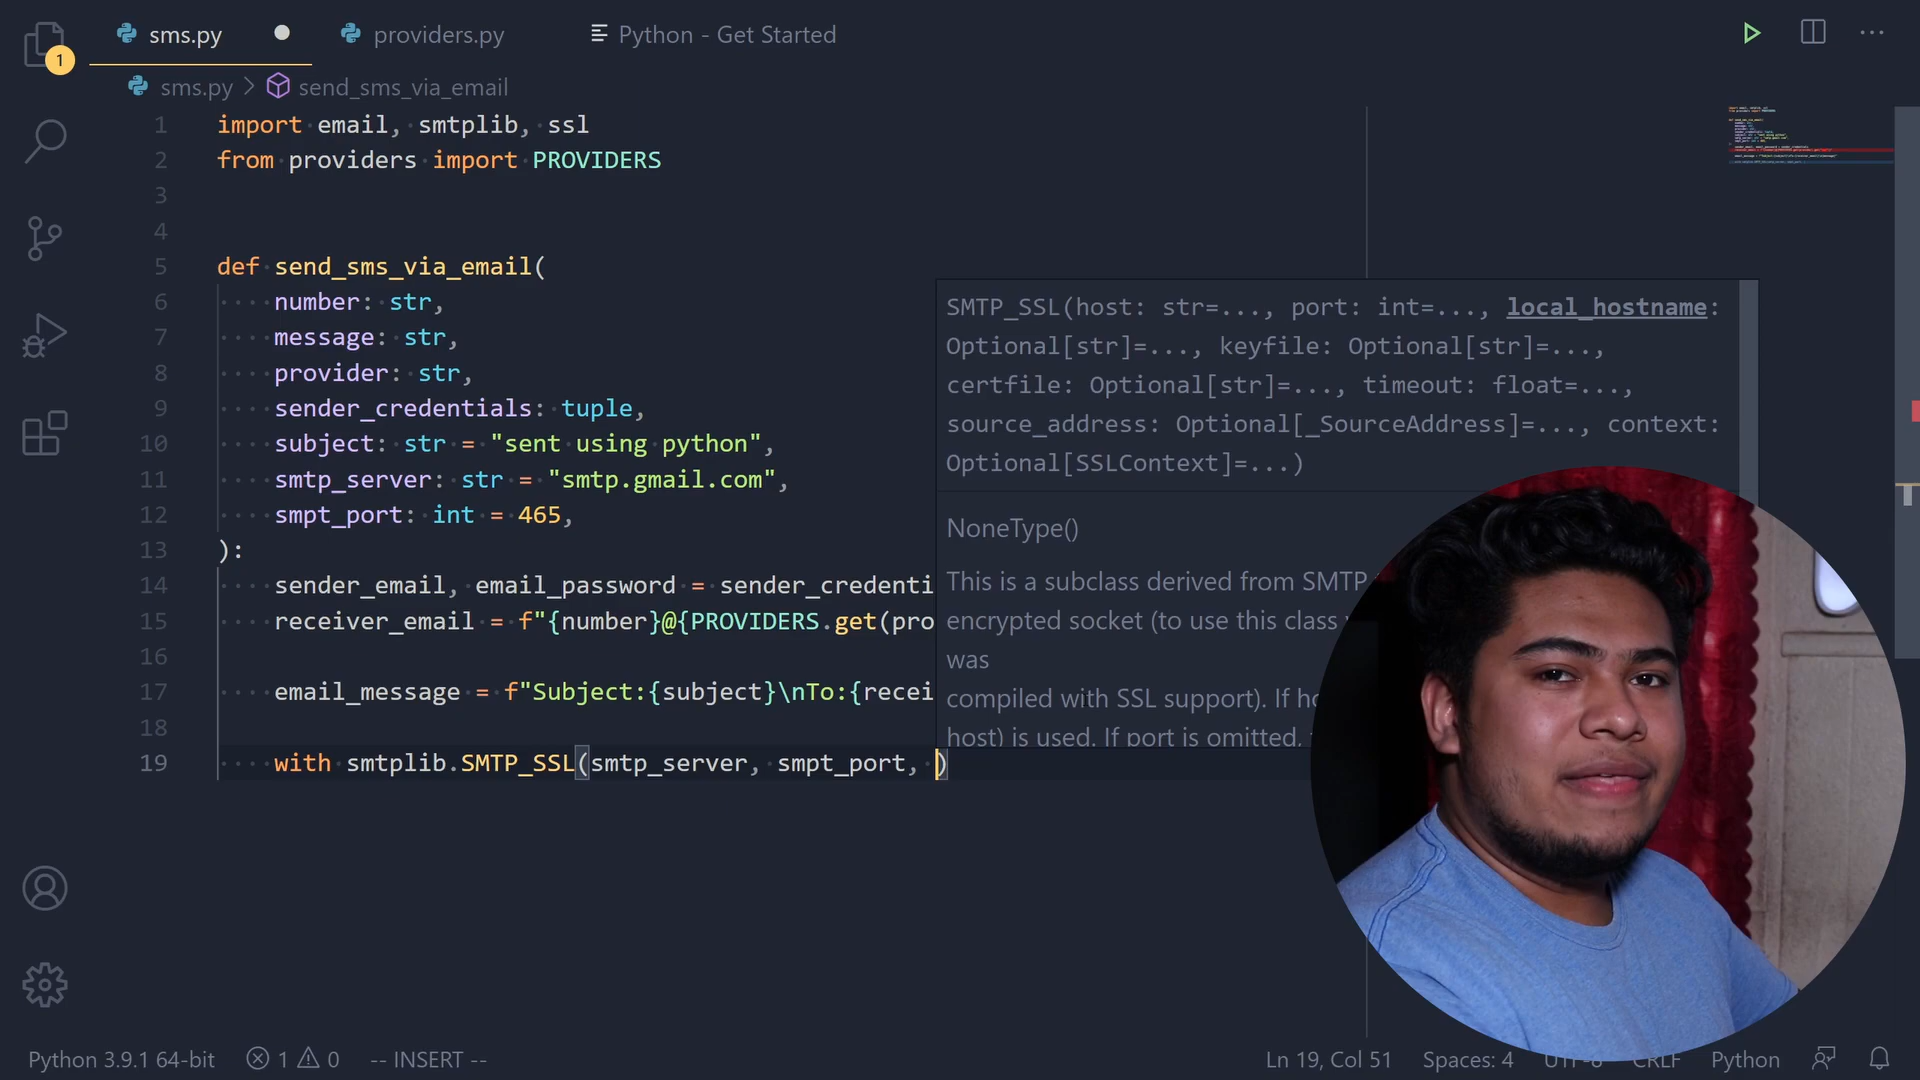 sms.py
providers.py
Python - Get Started
1
sms.py > send_sms_via_email
1 import email, smtplib, ssl
2 from providers import PROVIDERS
3
4
5 def send_sms_via_email(
6 number: str,
7 message: str,
8 provider: str,
9 sender_credentials: tuple,
10 subject: str = "sent using python",
11 smtp_server: str = "smtp.gmail.com",
12 smpt_port: int = 465,
13 ):
14 sender_email, email_password = sender_credenti
15 receiver_email = f"{number}@{PROVIDERS.get(pro
16
17 email_message = f"Subject:{subject}\nTo:{recei
18
19 with smtplib.SMTP_SSL(smtp_server, smpt_port, )
SMTP_SSL(host: str=..., port: int=..., local_hostname:
Optional[str]=..., keyfile: Optional[str]=...,
certfile: Optional[str]=..., timeout: float=...,
source_address: Optional[_SourceAddress]=..., context:
Optional[SSLContext]=...)
NoneType()
This is a subclass derived from SMTP
encrypted socket (to use this class
was
compiled with SSL support). If
host) is used. If port is omitted,
Python 3.9.1 64-bit
1
0
-- INSERT --
Ln 19, Col 51
Spaces: 4
UTF-8
CRLF
Python